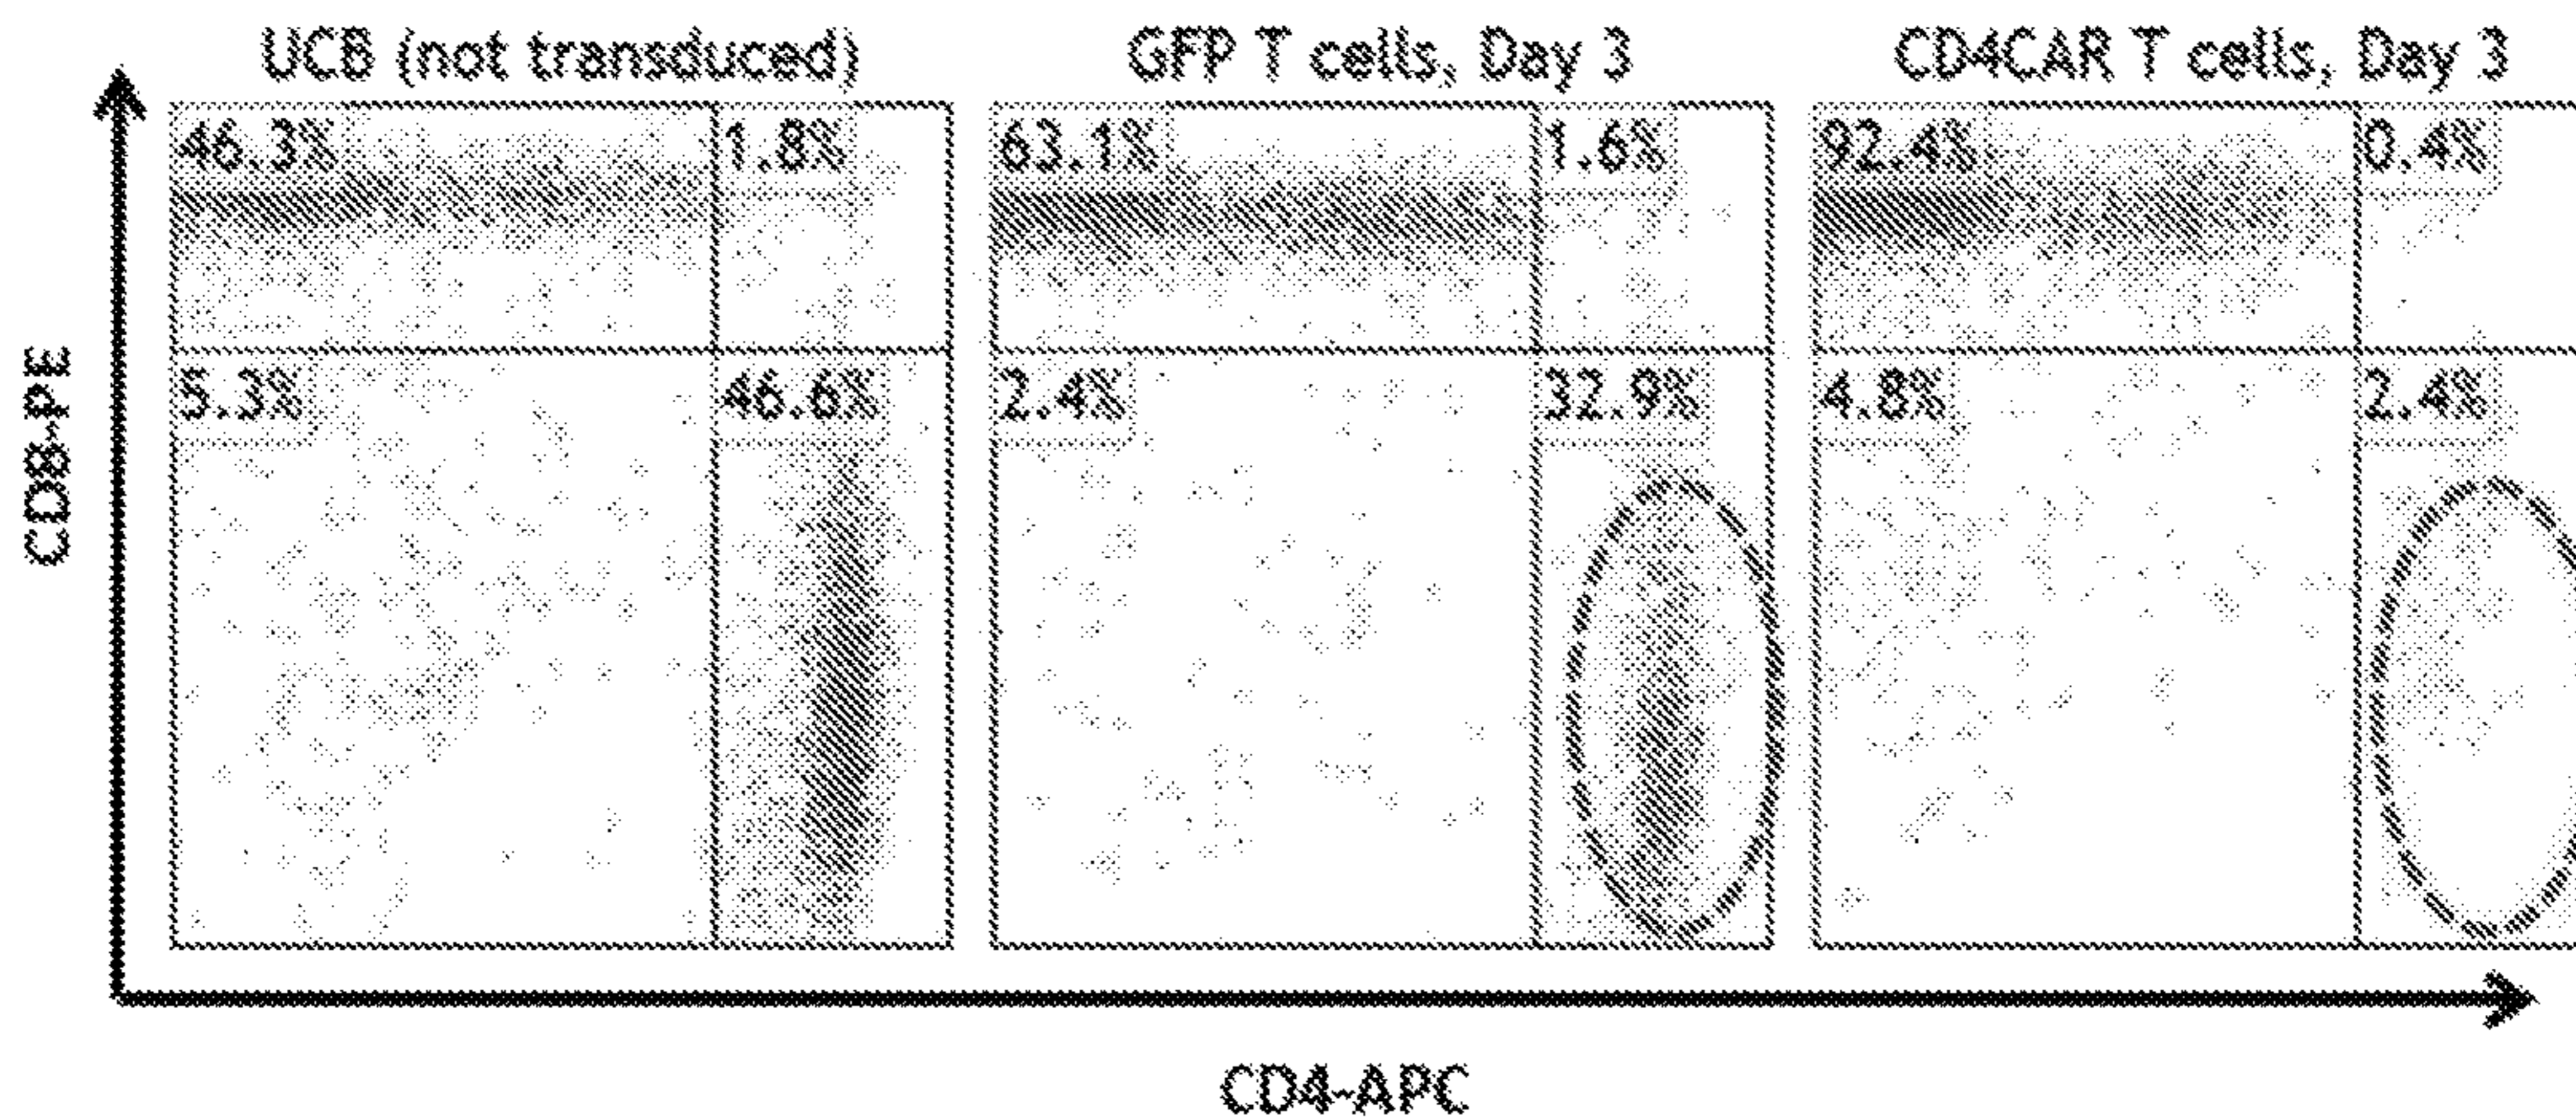 UCB (not transduced)
GFP T cells, Day 3
CD4CAR T cells, Day 3
46.3%
1.8%
63.1%
1.6%
92.4%
0.4%
5.3%
46.6%
2.4%
32.9%
4.8%
2.4%
CD8-PE
CD4-APC